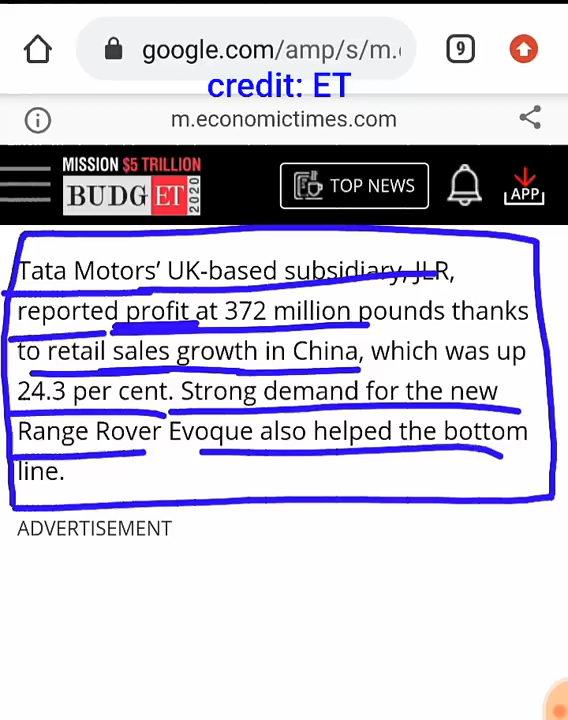 google.com/amp/s/m.
9
credit: ET
m.economictimes.com
MISSION $5 TRILLION
BUDGET 2020
TOP NEWS
APP
Tata Motors’ UK-based subsidiary, JLR,
reported profit at 372 million pounds thanks
to retail sales growth in China, which was up
24.3 per cent. Strong demand for the new
Range Rover Evoque also helped the bottom
line.
ADVERTISEMENT